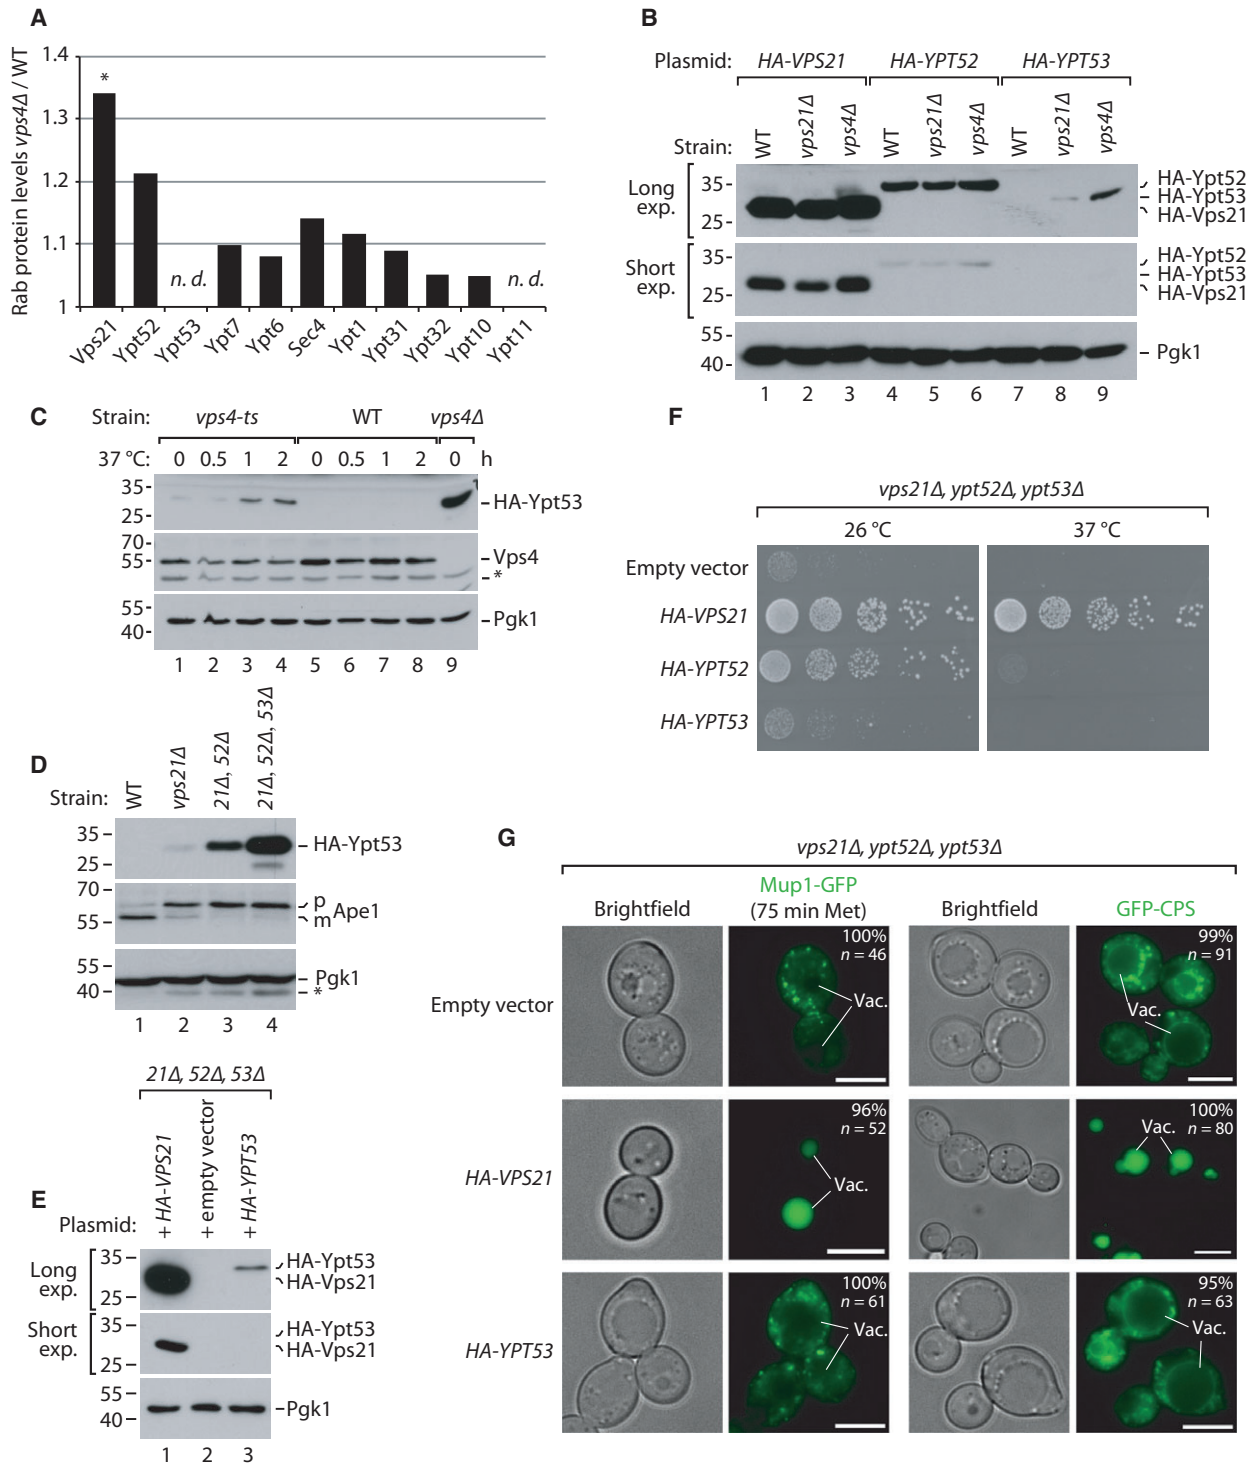 A
Rab protein levels vps4Δ / WT
1.4
1.3
1.2
1.1
1
*
n. d.
n. d.
Vps21
Ypt52
Ypt53
Ypt7
Ypt6
Sec4
Ypt1
Ypt31
Ypt32
Ypt10
Ypt11
B
Plasmid: HA-VPS21 HA-YPT52 HA-YPT53
Strain: WT vps21Δ vps4Δ WT vps21Δ vps4Δ WT vps21Δ vps4Δ
Long exp.
35
25
HA-Ypt52
HA-Ypt53
HA-Vps21
Short exp.
35
25
HA-Ypt52
HA-Ypt53
HA-Vps21
55
40
Pgk1
1 2 3 4 5 6 7 8 9
C
Strain: vps4-ts WT vps4Δ
37 °C: 0 0.5 1 2 0 0.5 1 2 0 h
35
25
HA-Ypt53
70
55
Vps4
*
55
40
Pgk1
1 2 3 4 5 6 7 8 9
D
Strain: WT vps21Δ 21Δ, 52Δ 21Δ, 52Δ, 53Δ
35
25
HA-Ypt53
70
55
p
m
Ape1
55
40
Pgk1
*
1 2 3 4
E
21Δ, 52Δ, 53Δ
Plasmid: + HA-VPS21 + empty vector + HA-YPT53
Long exp.
35
25
HA-Ypt53
HA-Vps21
Short exp.
35
25
HA-Ypt53
HA-Vps21
55
40
Pgk1
1 2 3
F
vps21Δ, ypt52Δ, ypt53Δ
26 °C 37 °C
Empty vector
HA-VPS21
HA-YPT52
HA-YPT53
G
vps21Δ, ypt52Δ, ypt53Δ
Brightfield
Mup1-GFP
(75 min Met)
Brightfield
GFP-CPS
Empty vector
100%
n = 46
Vac.
99%
n = 91
Vac.
HA-VPS21
96%
n = 52
Vac.
100%
n = 80
Vac.
HA-YPT53
100%
n = 61
Vac.
95%
n = 63
Vac.